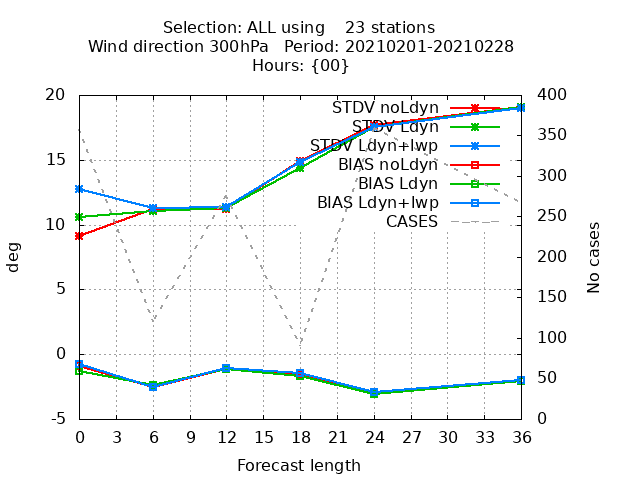 Selection: ALL using 23 stations
Wind direction 300hPa Period: 20210201-20210228
Hours: {00}
20 400
STDV noLdyn
STDV Ldyn 350
STDV Ldyn+lwp
15 BIAS noLdyn
BIAS Ldyn 300
BIAS Ldyn+lwp
CASES 250
10
deg No cases
200
5
150
100
0
50
-5 0
0 3 6 9 12 15 18 21 24 27 30 33 36
Forecast length